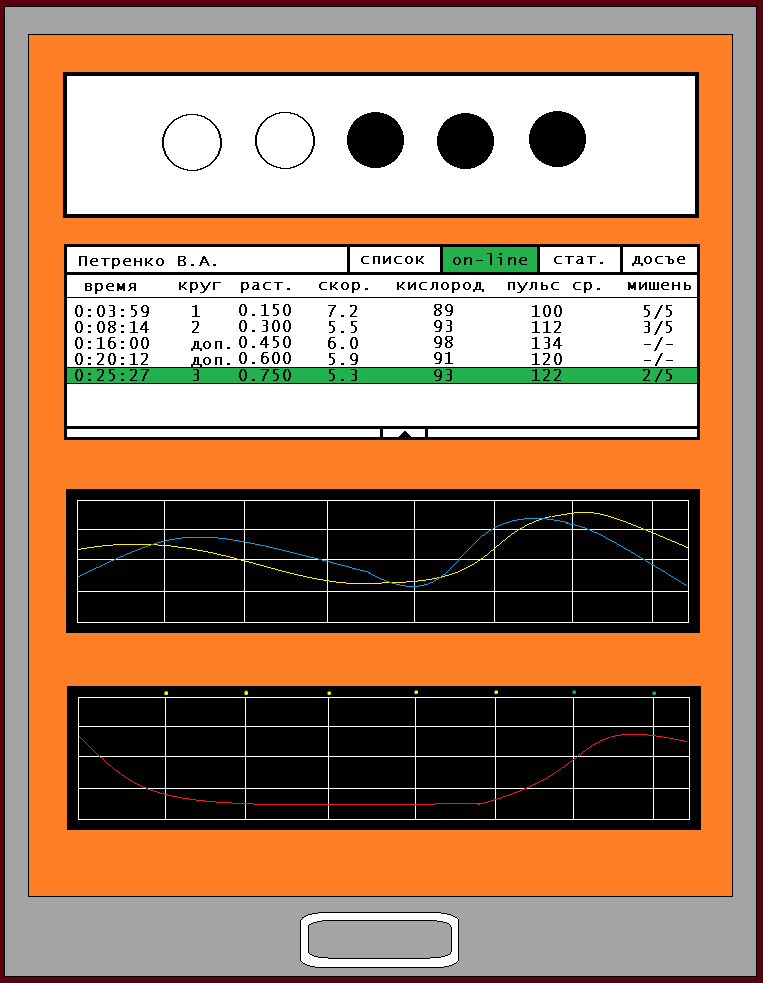 Петренко В.А. список on-line стат. досъе
время круг раст. скор. кислород пульс ср. мишень
0:03:59 1 0.150 7.2 89 100 5/5
0:08:14 2 0.300 5.5 93 112 3/5
0:16:00 доп. 0.450 6.0 98 134 -/-
0:20:12 доп. 0.600 5.9 91 120 -/-
0:25:27 3 0.750 5.3 93 122 2/5